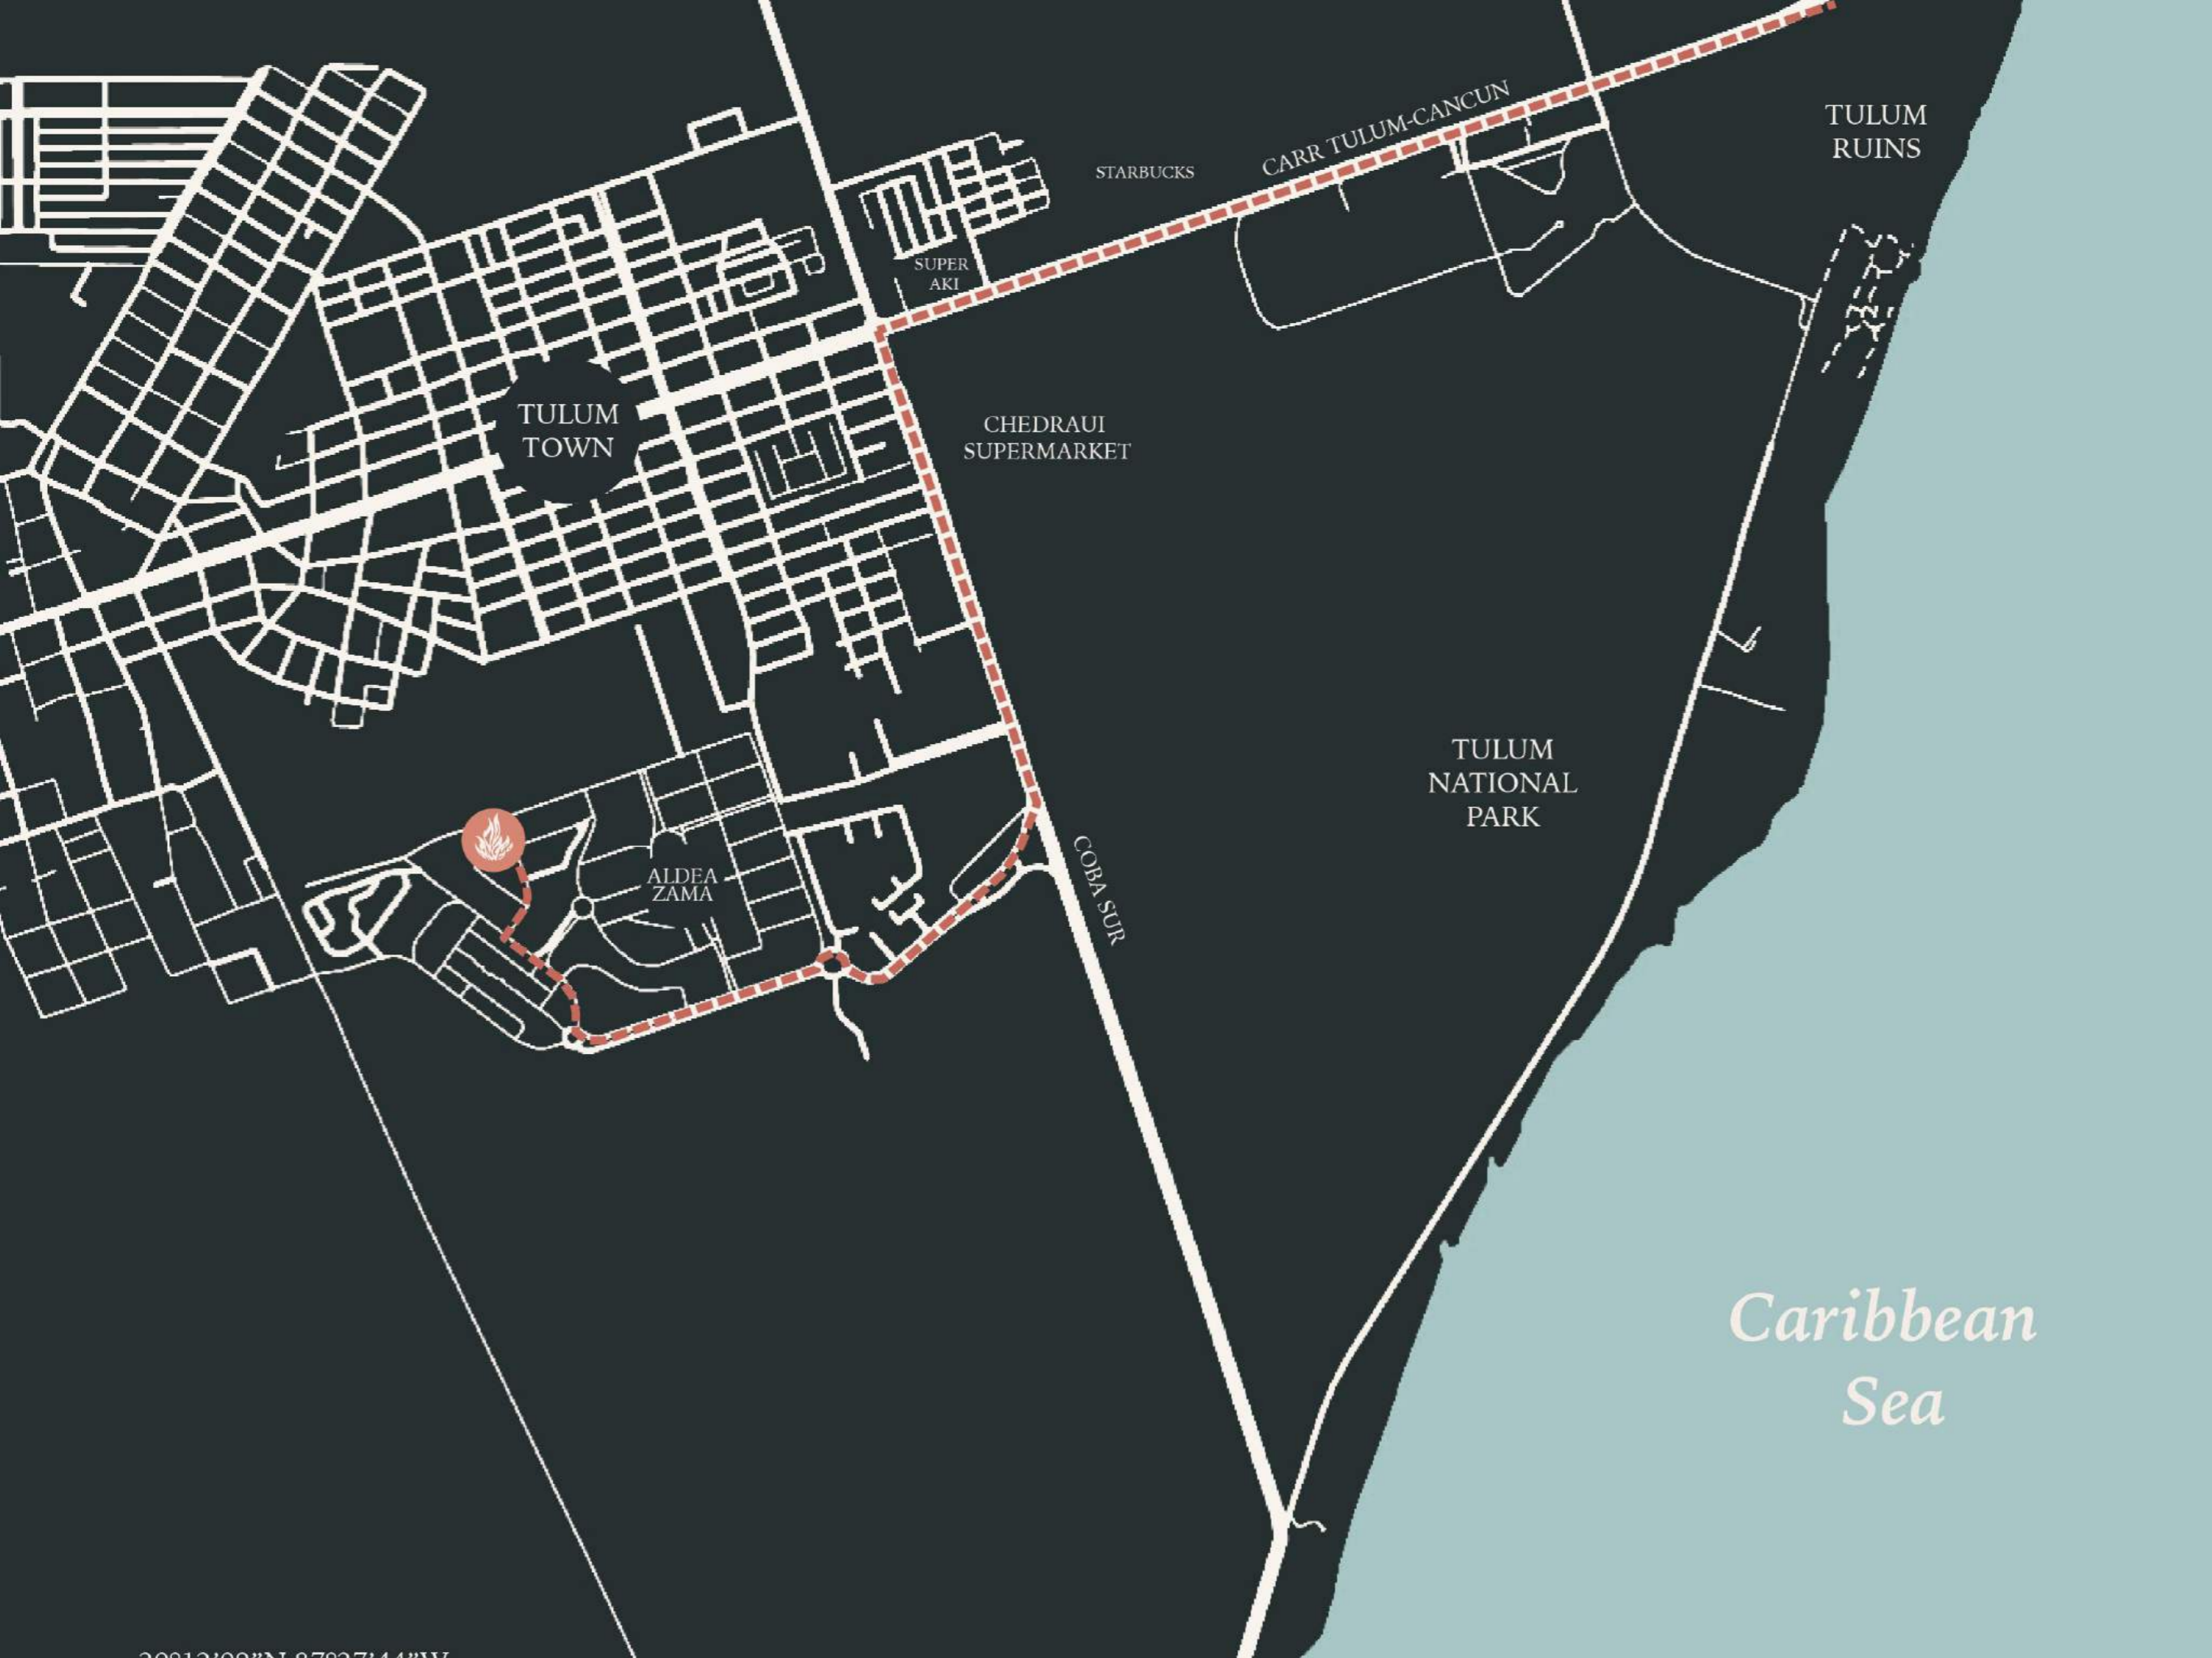 TULUM
RUINS
CARR TULUM-CANCUN
STARBUCKS
SUPER
AKI
TULUM
TOWN
CHEDRAUI
SUPERMARKET
TULUM
NATIONAL
PARK
ALDEA
ZAMA
COBA SUR
Caribbean
Sea